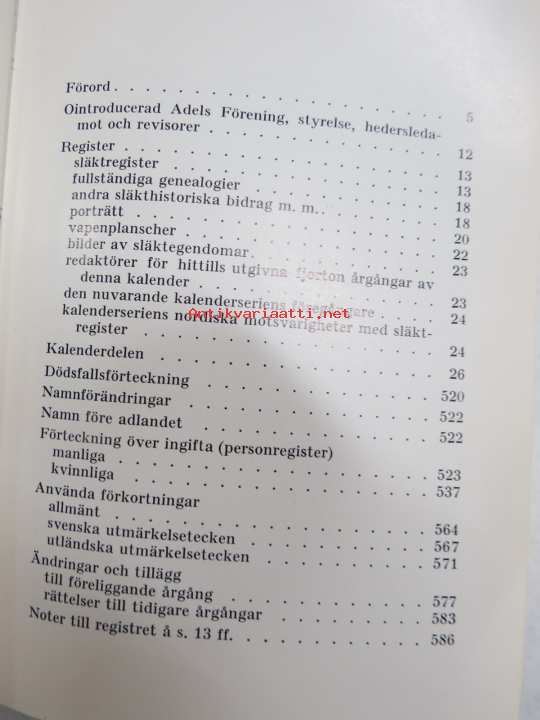 Förord . . . . . . . . . . . . . . . . . . 5
Ointroducerad Adels Förening, styrelse, hedersleda-
mot och revisorer . . . . . . . . . . . . 12
Register . . . . . . . . . . . . . . . . . 13
släktregister . . . . . . . . . . . . . . . 13
fullständiga genealogier . . . . . . . . . . 18
andra släkthistoriska bidrag m. m. . . . . . . 18
porträtt . . . . . . . . . . . . . . . . . 20
vapenplanscher . . . . . . . . . . . . . . 22
bilder av släktegendomar . . . . . . . . . . 23
redaktörer för hittills utgivna fjorton årgångar av
denna kalender . . . . . . . . . . . . . 23
den nuvarande kalenderseriens föregångare . . . 24
kalenderseriens nordiska motsvarigheter med släkt-
register . . . . . . . . . . . . . . . . 24
Antikvariaatti.net
Kalenderdelen . . . . . . . . . . . . . . . 26
Dödsfallsförteckning . . . . . . . . . . . . 520
Namnförändringar . . . . . . . . . . . . . 522
Namn före adlandet . . . . . . . . . . . . 522
Förteckning över ingifta (personregister)
manliga . . . . . . . . . . . . . . . . . 523
kvinnliga . . . . . . . . . . . . . . . . 537
Använda förkortningar
allmänt . . . . . . . . . . . . . . . . . 564
svenska utmärkelsetecken . . . . . . . . . . 567
utländska utmärkelsetecken . . . . . . . . . 571
Ändringar och tillägg
till föreliggande årgång . . . . . . . . . . 577
rättelser till tidigare årgångar . . . . . . . 583
Noter till registret å s. 13 ff. . . . . . . . . 586